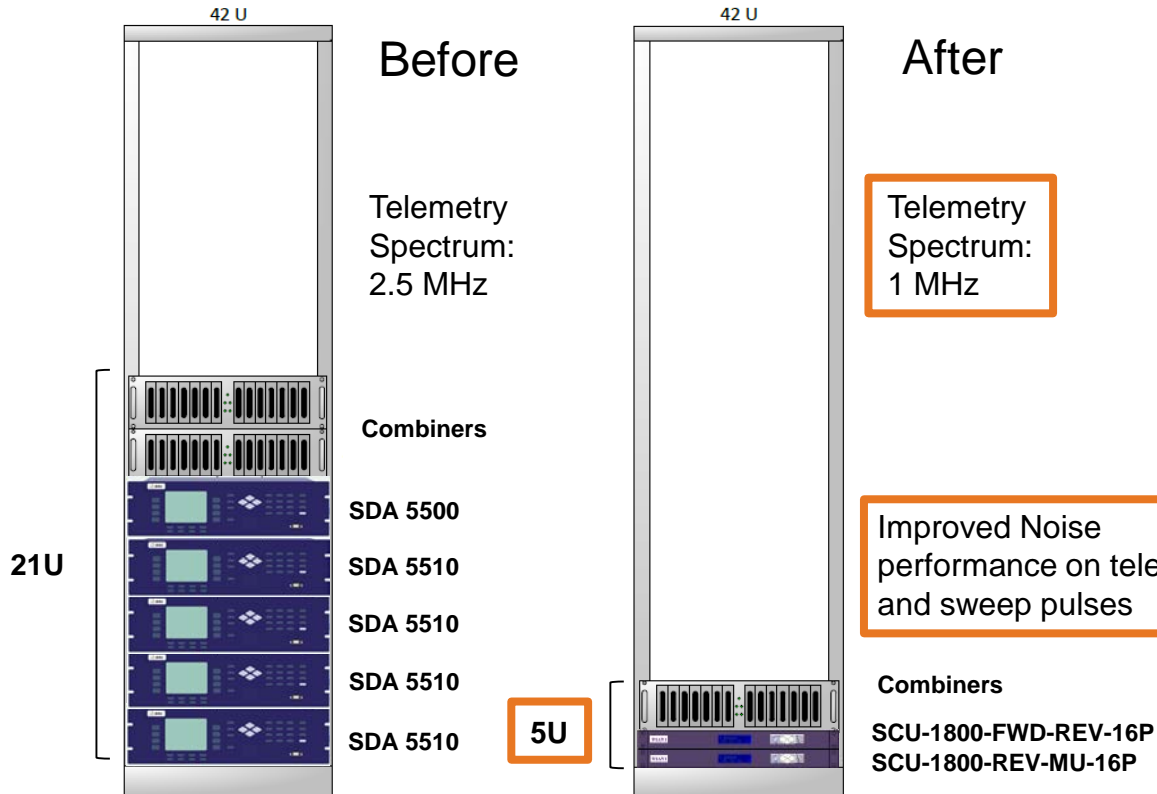 42 U
Before
Telemetry
Spectrum:
2.5 MHz
Combiners
SDA 5500
SDA 5510
SDA 5510
SDA 5510
SDA 5510
21U
42 U
After
Telemetry
Spectrum:
1 MHz
Improved Noise
performance on tele
and sweep pulses
Combiners
SCU-1800-FWD-REV-16P
SCU-1800-REV-MU-16P
5U